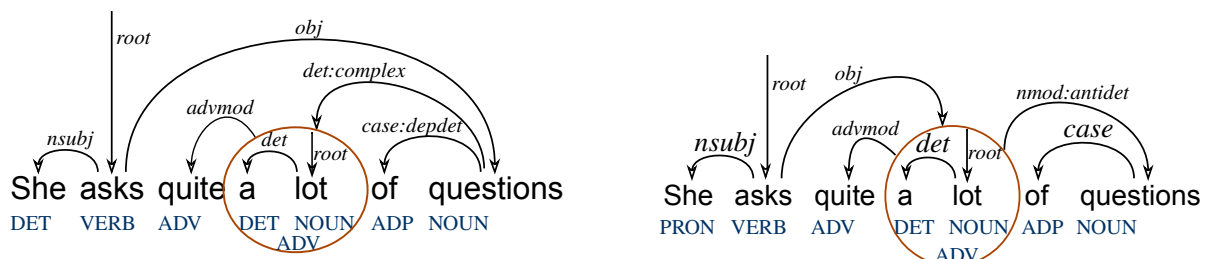 root
obj
det:complex
advmod
nsubj
det
root
case:depdet
She asks quite a lot of questions
DET VERB ADV DET NOUN ADP NOUN
ADV
root
obj
nmod:antidet
advmod
nsubj
det
root
case
She asks quite a lot of questions
PRON VERB ADV DET NOUN ADP NOUN
ADV